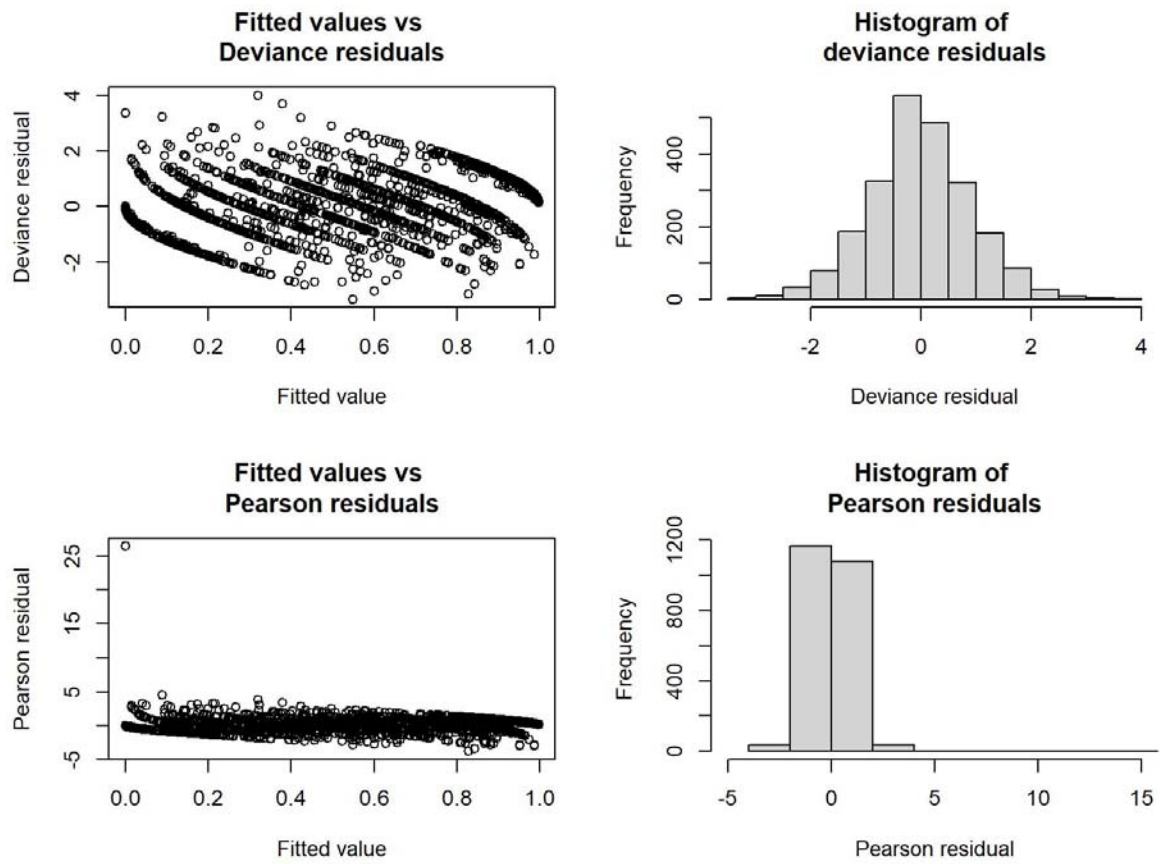 Fitted values vs
Deviance residuals
Deviance residual
4
2
0
-2
0.0 0.2 0.4 0.6 0.8 1.0
Fitted value
Histogram of
deviance residuals
Frequency
400
200
0
-2 0 2 4
Deviance residual
Fitted values vs
Pearson residuals
Pearson residual
25
15
5
-5
0.0 0.2 0.4 0.6 0.8 1.0
Fitted value
Histogram of
Pearson residuals
Frequency
1200
800
400
0
-5 0 5 10 15
Pearson residual